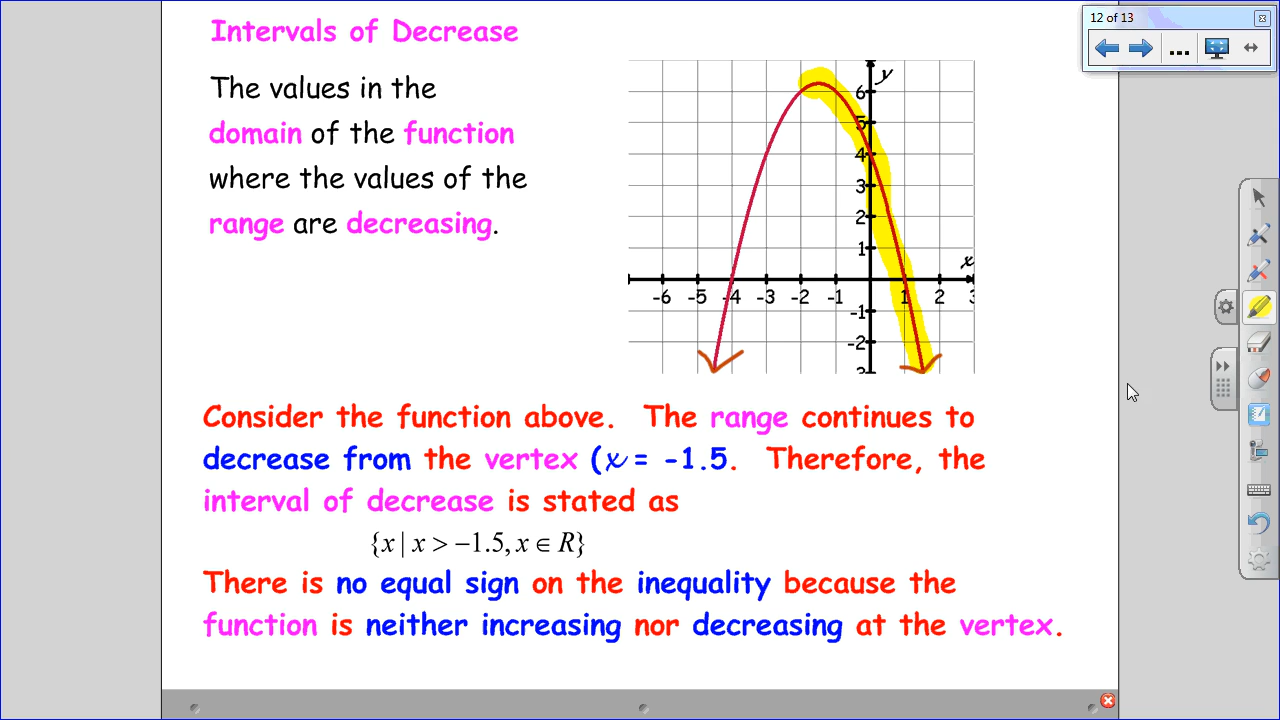 Intervals of Decrease
12 of 13
The values in the
domain of the function
where the values of the
range are decreasing.
y
6
5
4
3
2
1
x
-6 -5 -4 -3 -2 -1 1 2 3
-1
-2
3
Consider the function above. The range continues to
decrease from the vertex (x = -1.5. Therefore, the
interval of decrease is stated as
{x | x > −1.5, x ∈ R}
There is no equal sign on the inequality because the
function is neither increasing nor decreasing at the vertex.